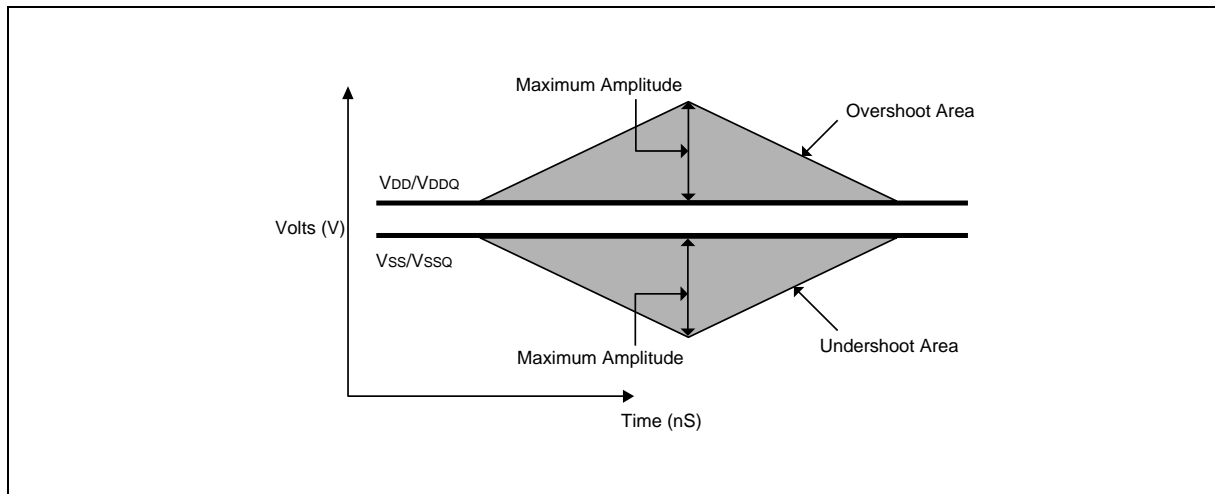 Maximum Amplitude
Overshoot Area
VDD/VDDQ
Volts (V)
VSS/VSSQ
Maximum Amplitude
Undershoot Area
Time (nS)